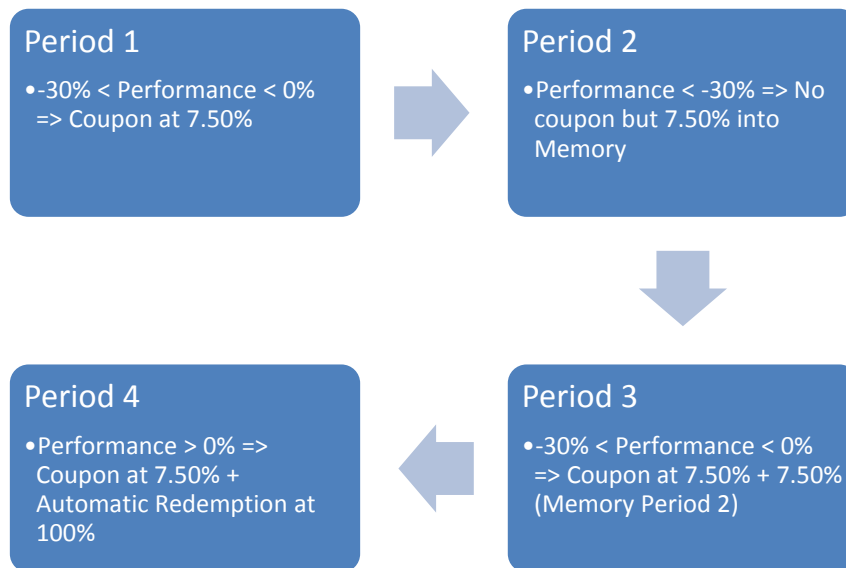 Period 1
•-30% < Performance < 0%
=> Coupon at 7.50%
Period 2
•Performance < -30% => No
coupon but 7.50% into
Memory
Period 3
•-30% < Performance < 0%
=> Coupon at 7.50% + 7.50%
(Memory Period 2)
Period 4
•Performance > 0% =>
Coupon at 7.50% +
Automatic Redemption at
100%